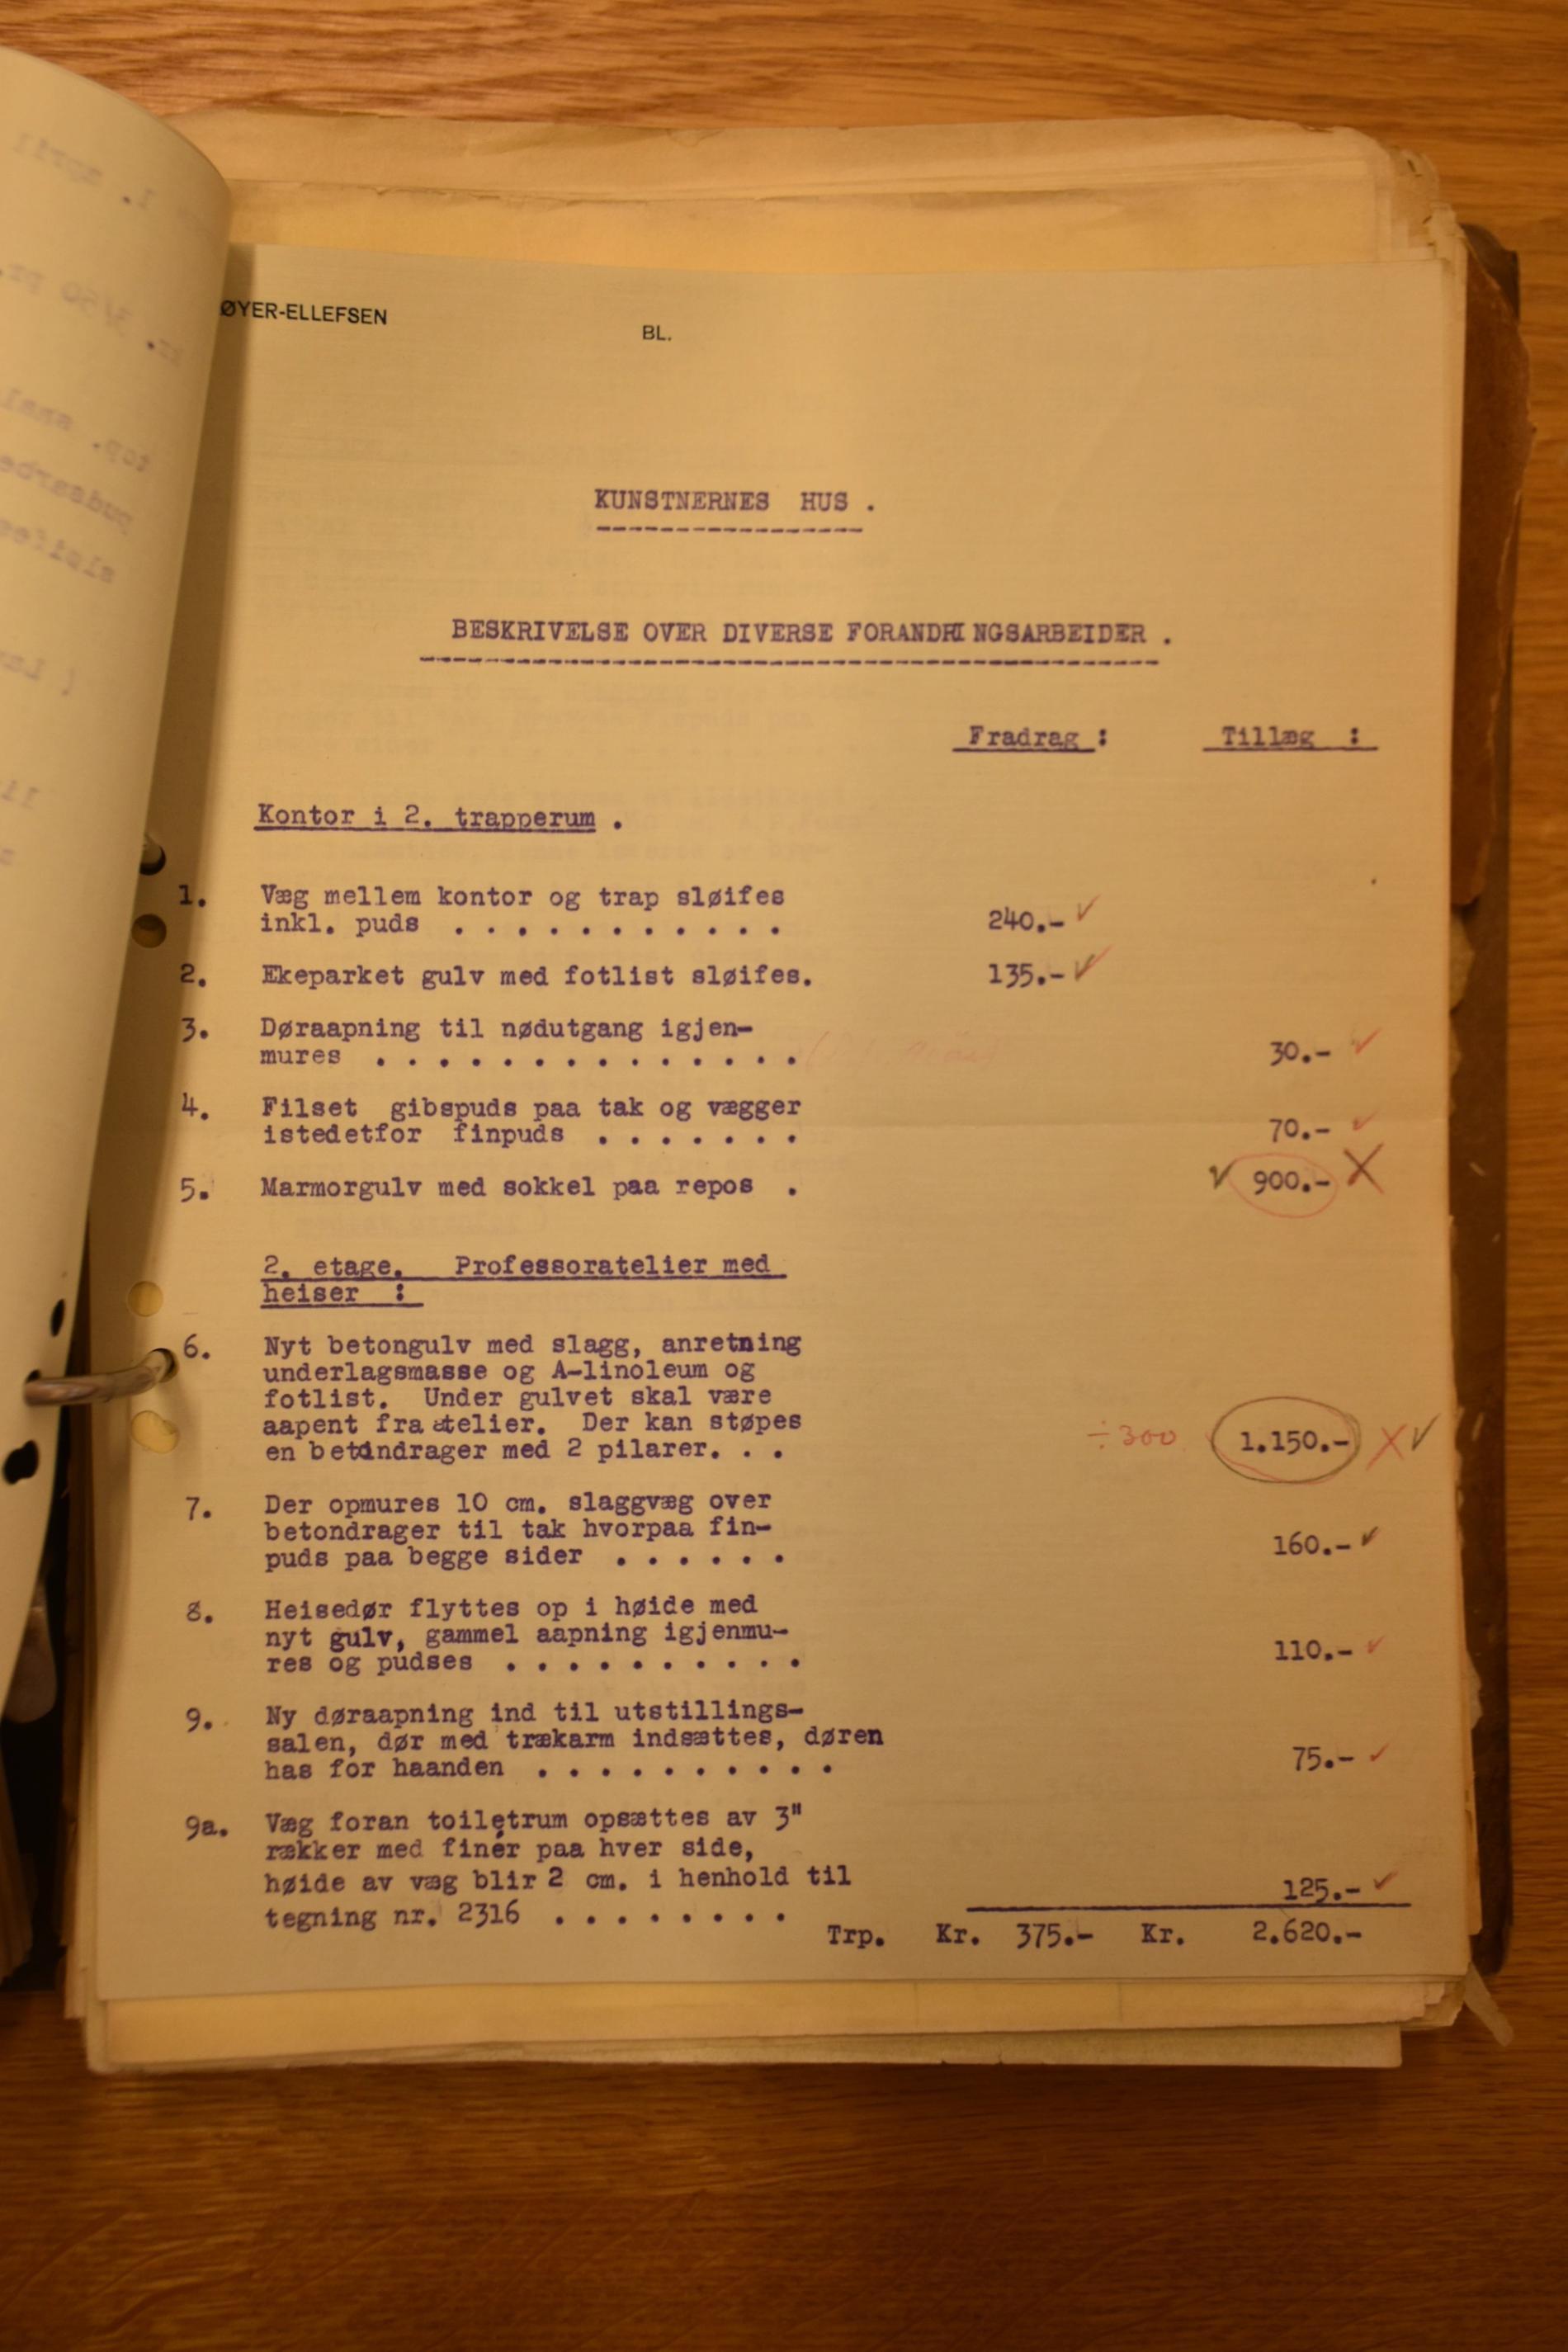 ØYER-ELLEFSEN
BL.
KUNSTNERNES HUS .
BESKRIVELSE OVER DIVERSE FORANDRINGSARBEIDER .
Fradrag : Tillæg :
Kontor i 2. trapperum .
1. Væg mellem kontor og trap sløifes
inkl. puds . . . . . . . . . . . 240.- ✓
2. Ekeparket gulv med fotlist sløifes. 135.- ✓
3. Døraapning til nødutgang igjen-
mures . . . . . . . . . . . . . . 30.- ✓
4. Filset gibspuds paa tak og vægger
istedetfor finpuds . . . . . . . 70.- ✓
5. Marmorgulv med sokkel paa repos . ✓ 900.- X
2. etage. Professoratelier med
heiser :
6. Nyt betongulv med slagg, anretning
underlagsmasse og A-linoleum og
fotlist. Under gulvet skal være
aapent fra atelier. Der kan støpes
en betondrager med 2 pilarer. . . ÷300 1.150.- X ✓
7. Der opmures 10 cm. slaggvæg over
betondrager til tak hvorpaa fin-
puds paa begge sider . . . . . . 160.- ✓
8. Heisedør flyttes op i høide med
nyt gulv, gammel aapning igjenmu-
res og pudses . . . . . . . . . . 110.- ✓
9. Ny døraapning ind til utstillings-
salen, dør med trækarm indsættes, døren
has for haanden . . . . . . . . . . 75.- ✓
9a. Væg foran toiletrum opsættes av 3"
rækker med finér paa hver side,
høide av væg blir 2 cm. i henhold til
tegning nr. 2316 . . . . . . . . 125.- ✓
Trp. Kr. 375.- Kr. 2.620.-